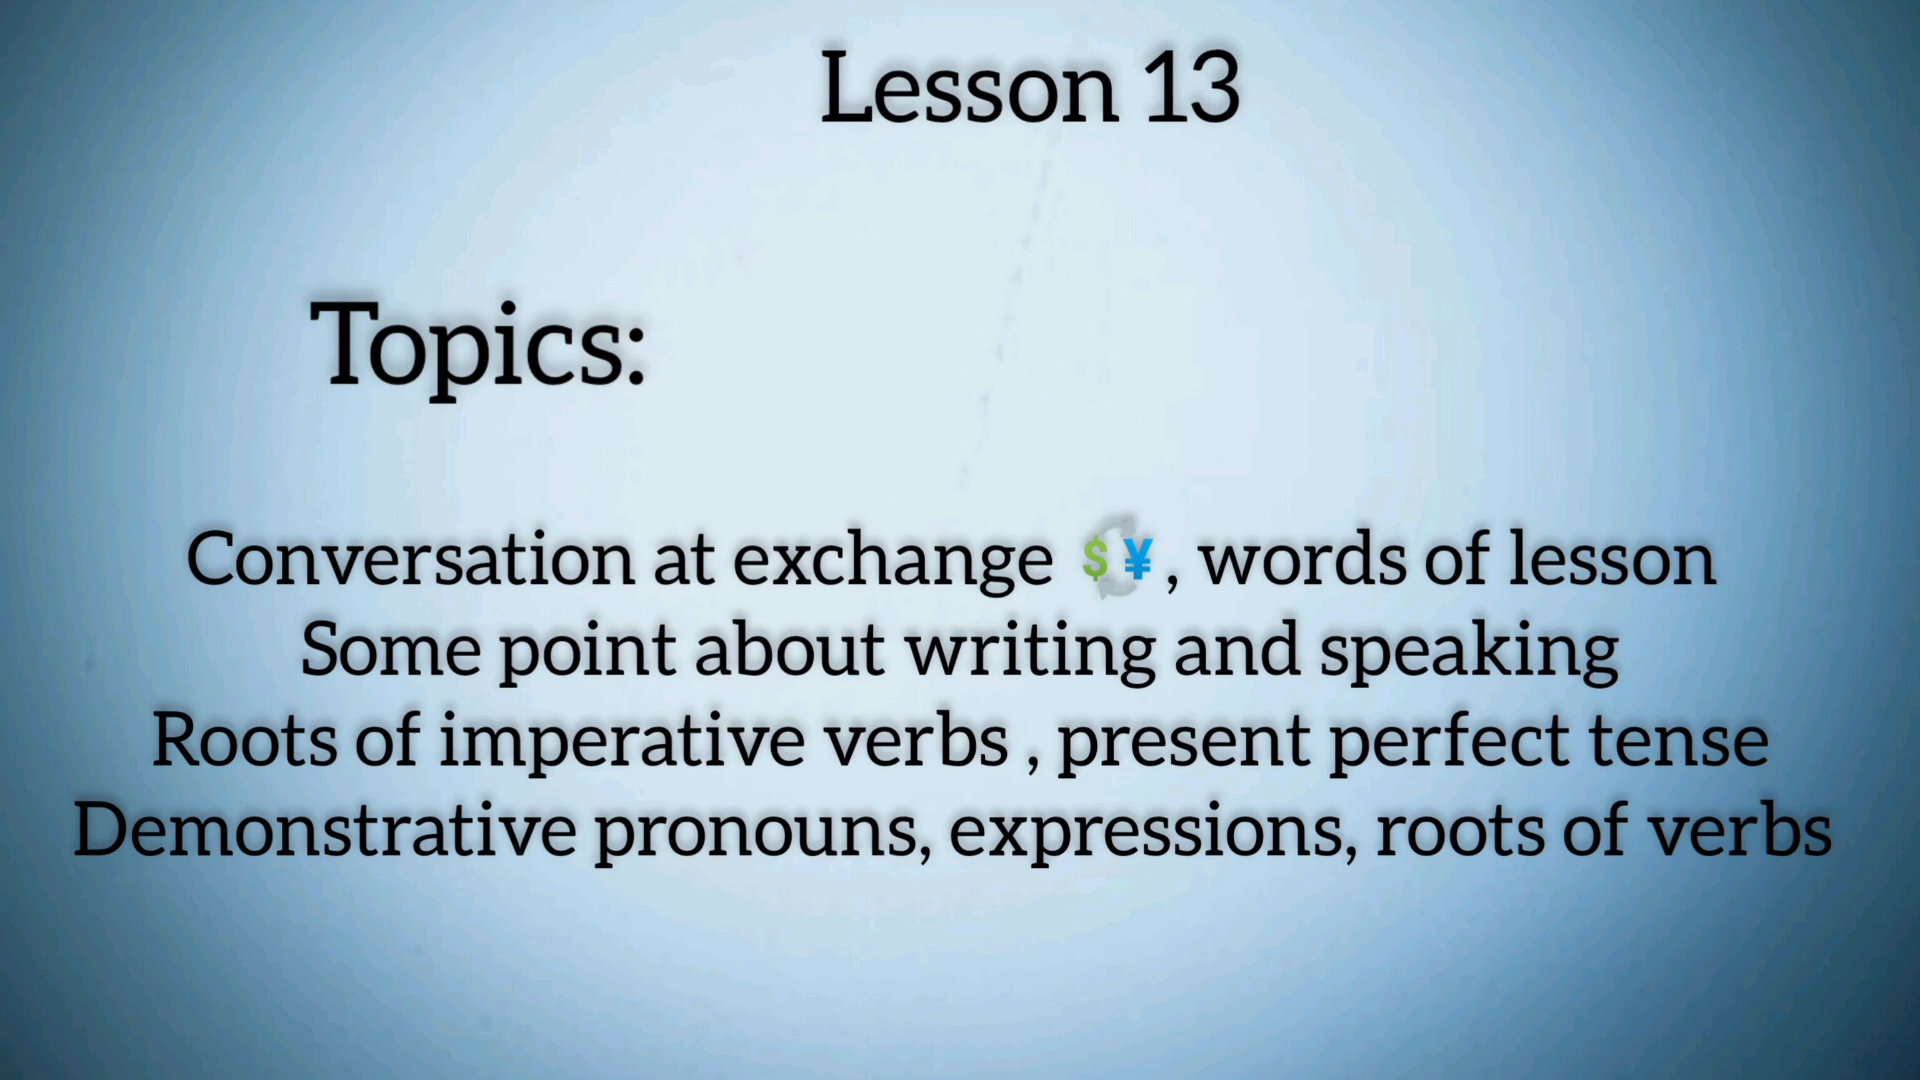 Lesson 13
Topics:
Conversation at exchange 💱, words of lesson
Some point about writing and speaking
Roots of imperative verbs , present perfect tense
Demonstrative pronouns, expressions, roots of verbs